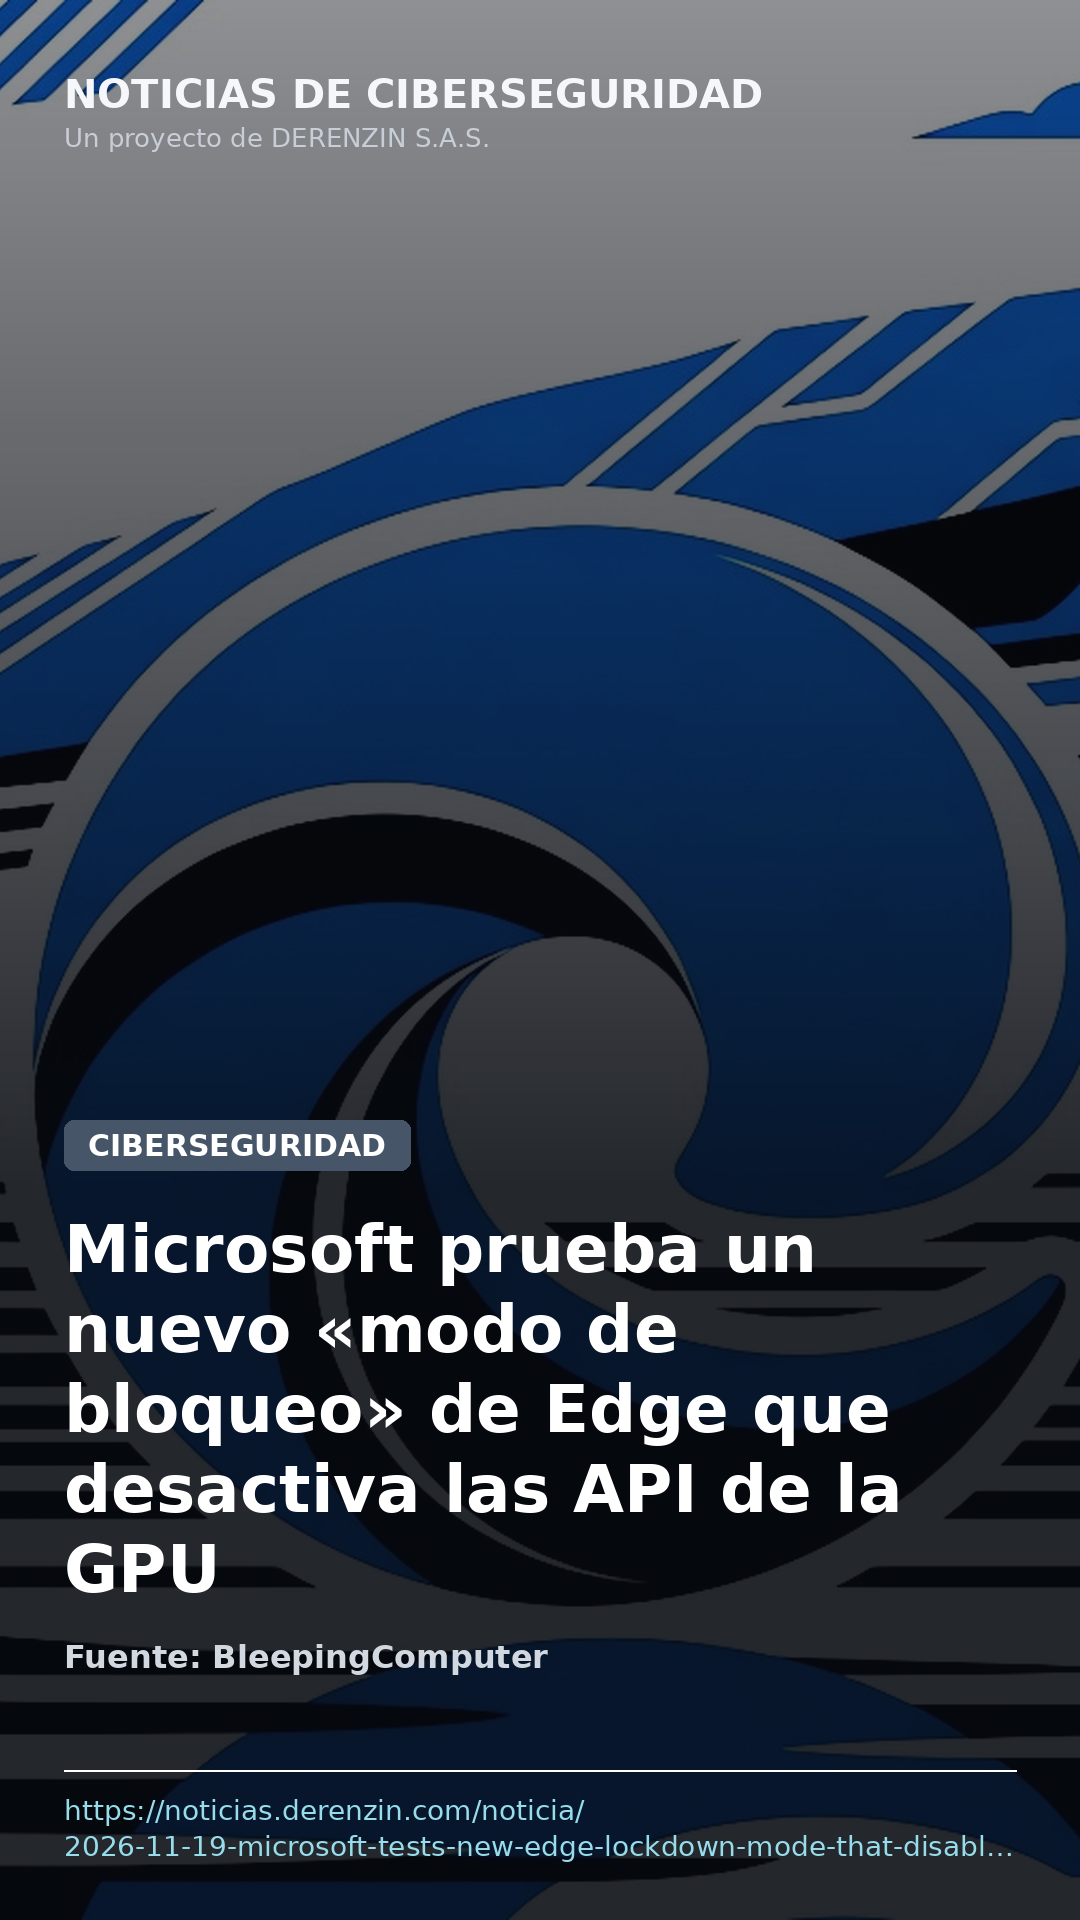 NOTICIAS DE CIBERSEGURIDAD
Un proyecto de DERENZIN S.A.S.
CIBERSEGURIDAD
Microsoft prueba un
nuevo «modo de
bloqueo» de Edge que
desactiva las API de la
GPU
Fuente: BleepingComputer
https://noticias.derenzin.com/noticia/
2026-11-19-microsoft-tests-new-edge-lockdown-mode-that-disabl…